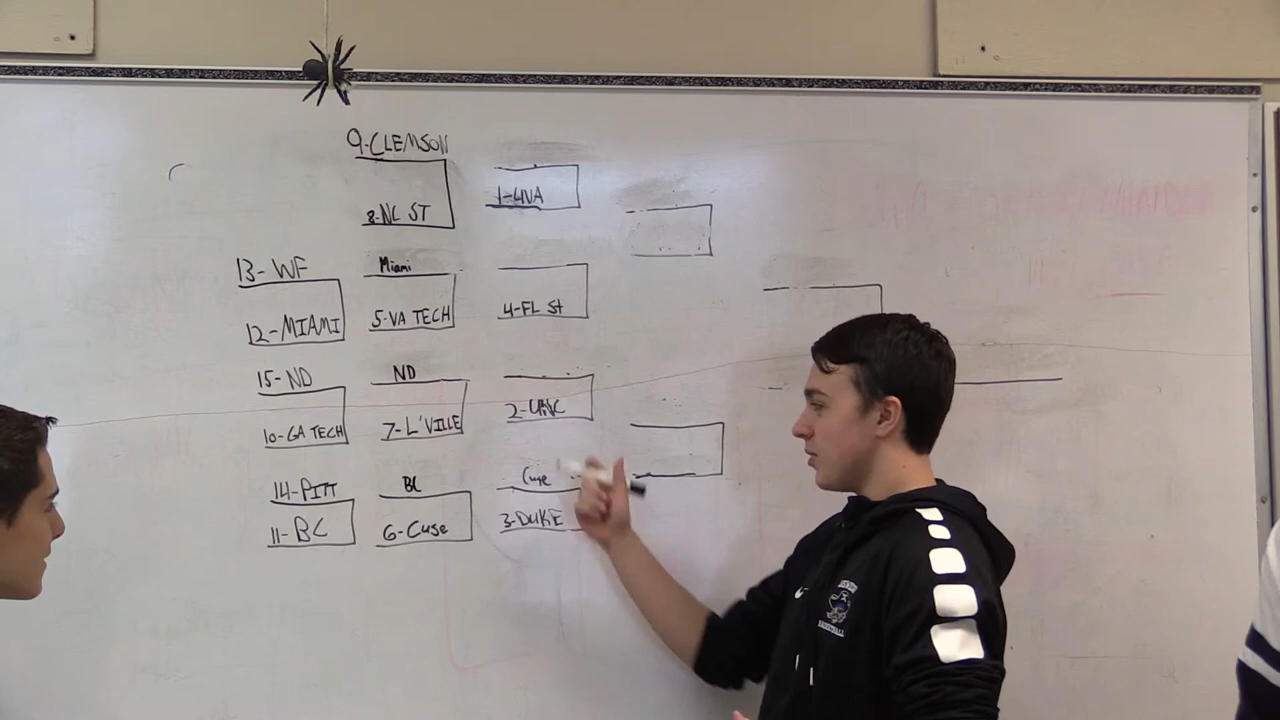 9-CLEMSON
8-NC ST
1-UVA
13-WF
12-MIAMI
Miami
5-VA TECH
4-FL St
15-ND
10-GA TECH
ND
7-L'VILLE
2-UNC
14-PITT
11-BC
BC
6-Cuse
Cuse
3-DUKE
BASKETBALL